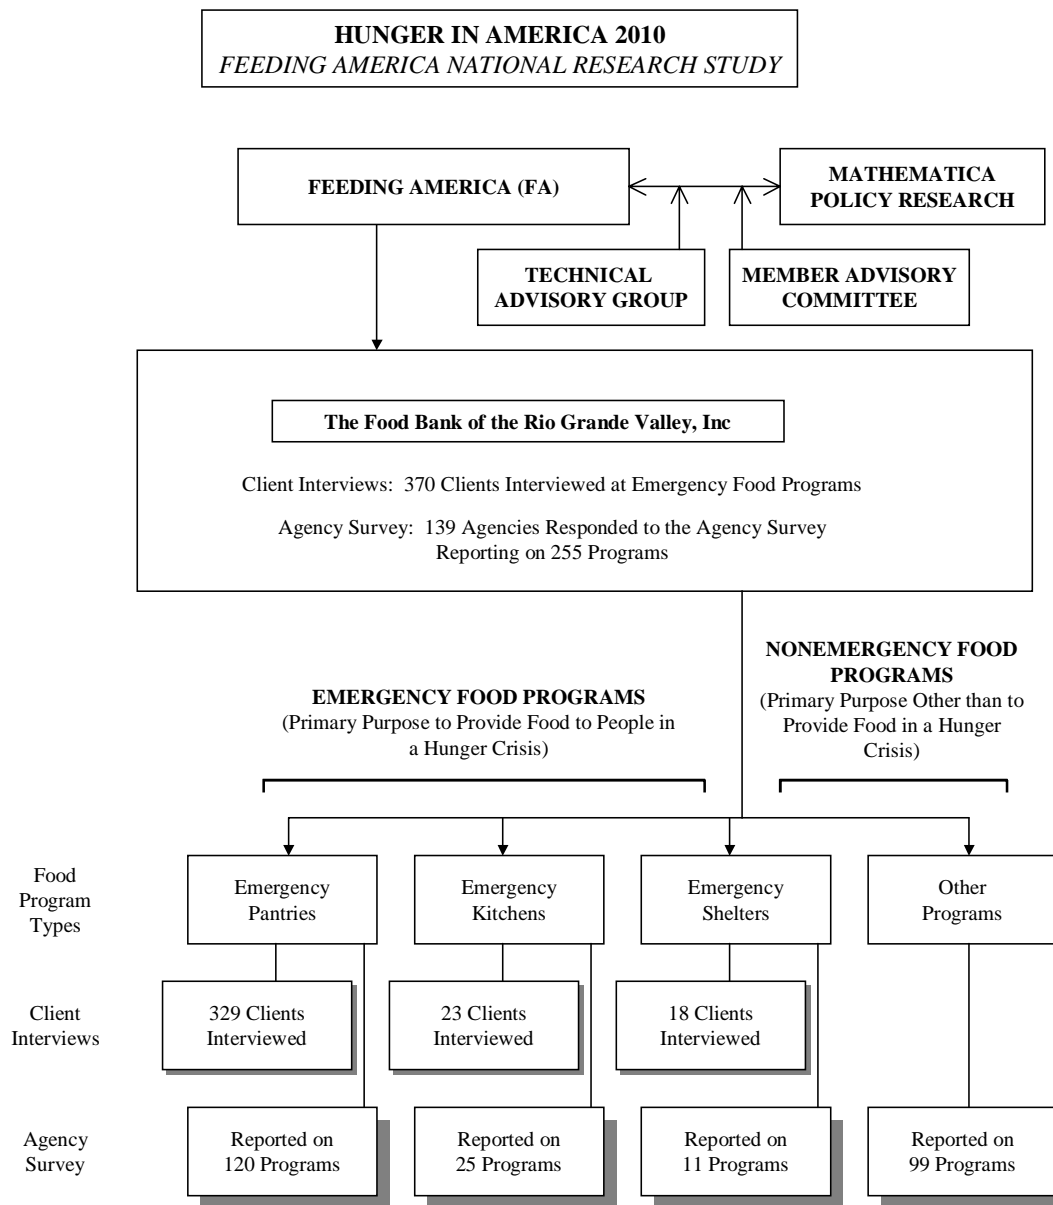 HUNGER IN AMERICA 2010
FEEDING AMERICA NATIONAL RESEARCH STUDY
FEEDING AMERICA (FA)
MATHEMATICA
POLICY RESEARCH
TECHNICAL
ADVISORY GROUP
MEMBER ADVISORY
COMMITTEE
The Food Bank of the Rio Grande Valley, Inc
Client Interviews: 370 Clients Interviewed at Emergency Food Programs
Agency Survey: 139 Agencies Responded to the Agency Survey
Reporting on 255 Programs
EMERGENCY FOOD PROGRAMS
(Primary Purpose to Provide Food to People in
a Hunger Crisis)
NONEMERGENCY FOOD
PROGRAMS
(Primary Purpose Other than to
Provide Food in a Hunger
Crisis)
Food
Program
Types
Emergency
Pantries
Emergency
Kitchens
Emergency
Shelters
Other
Programs
Client
Interviews
329 Clients
Interviewed
23 Clients
Interviewed
18 Clients
Interviewed
Agency
Survey
Reported on
120 Programs
Reported on
25 Programs
Reported on
11 Programs
Reported on
99 Programs